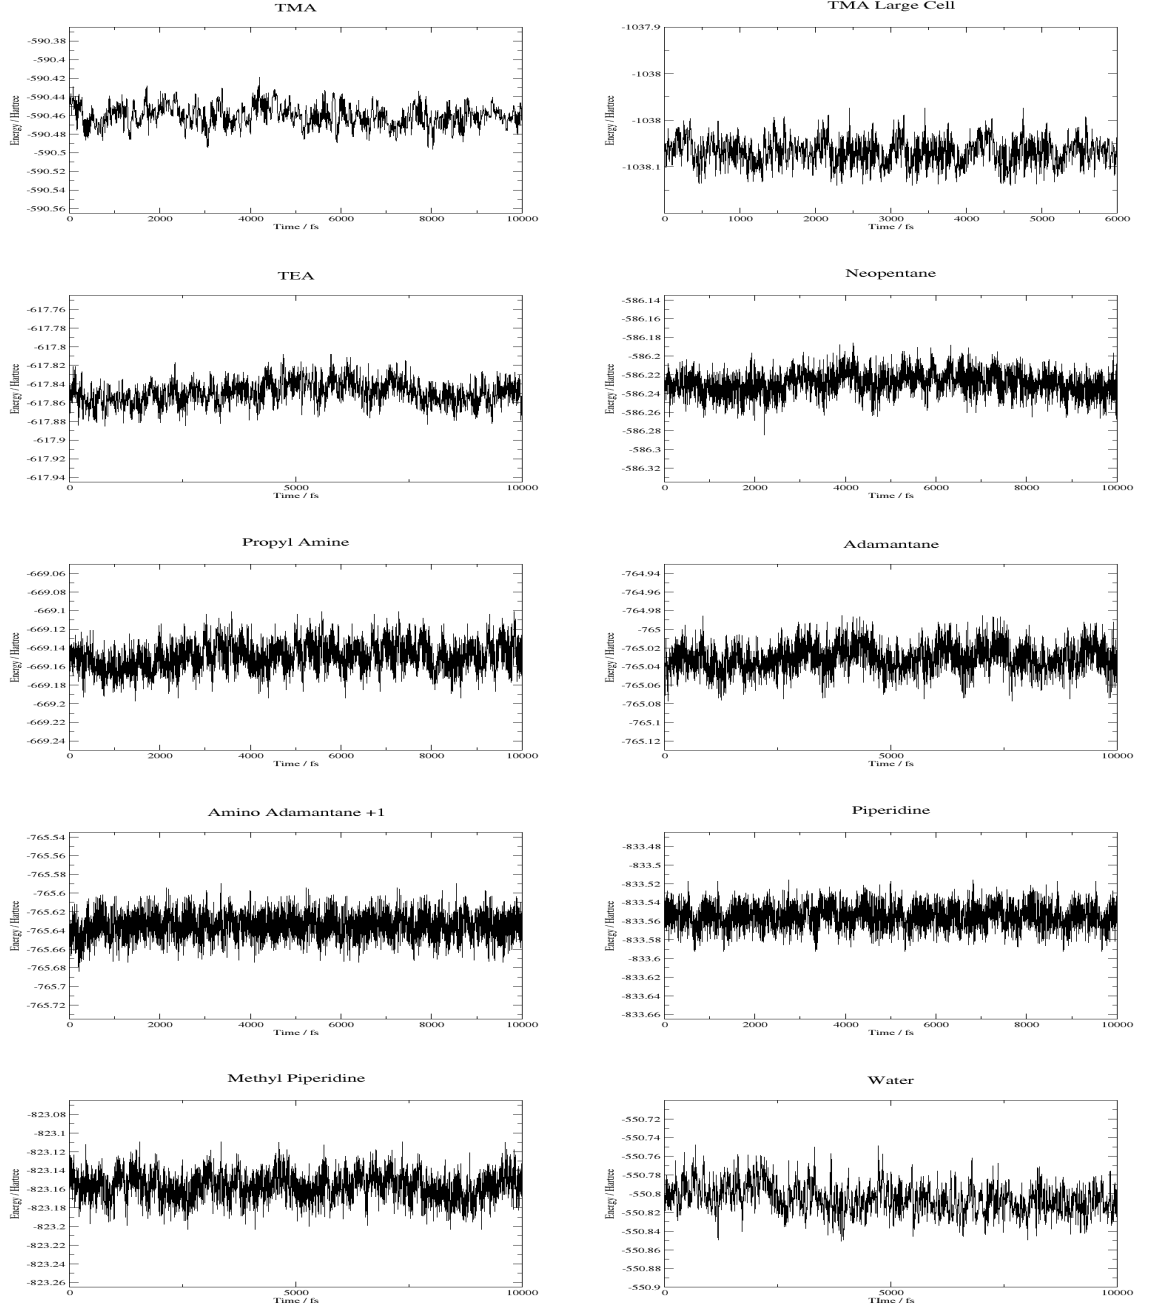 TMA
-590.38
-590.4
-590.42
-590.44
-590.46
-590.48
-590.5
-590.52
-590.54
-590.56
Energy / Hartree
0 2000 4000 6000 8000 10000
Time / fs
TMA Large Cell
-1037.9
-1038
-1038
-1038.1
Energy / Hartree
0 1000 2000 3000 4000 5000 6000
Time / fs
TEA
-617.76
-617.78
-617.8
-617.82
-617.84
-617.86
-617.88
-617.9
-617.92
-617.94
Energy / Hartree
0 5000 10000
Time / fs
Neopentane
-586.14
-586.16
-586.18
-586.2
-586.22
-586.24
-586.26
-586.28
-586.3
-586.32
Energy / Hartree
0 2000 4000 6000 8000 10000
Time / fs
Propyl Amine
-669.06
-669.08
-669.1
-669.12
-669.14
-669.16
-669.18
-669.2
-669.22
-669.24
Energy / Hartree
0 2000 4000 6000 8000 10000
Time / fs
Adamantane
-764.94
-764.96
-764.98
-765
-765.02
-765.04
-765.06
-765.08
-765.1
-765.12
Energy / Hartree
0 5000 10000
Time / fs
Amino Adamantane +1
-765.54
-765.56
-765.58
-765.6
-765.62
-765.64
-765.66
-765.68
-765.7
-765.72
Energy / Hartree
0 2000 4000 6000 8000 10000
Time / fs
Piperidine
-833.48
-833.5
-833.52
-833.54
-833.56
-833.58
-833.6
-833.62
-833.64
-833.66
Energy / Hartree
0 2000 4000 6000 8000 10000
Time / fs
Methyl Piperidine
-823.08
-823.1
-823.12
-823.14
-823.16
-823.18
-823.2
-823.22
-823.24
-823.26
Energy / Hartree
0 5000 10000
Time / fs
Water
-550.72
-550.74
-550.76
-550.78
-550.8
-550.82
-550.84
-550.86
-550.88
-550.9
Energy / Hartree
0 5000 10000
TIme / fs